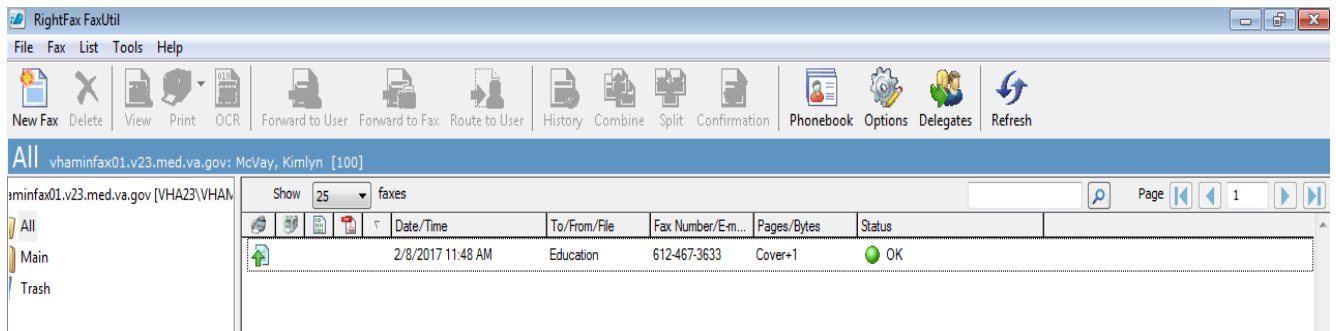 RightFax FaxUtil
File Fax List Tools Help
New Fax Delete View Print OCR Forward to User Forward to Fax Route to User History Combine Split Confirmation Phonebook Options Delegates Refresh
All vhaminfax01.v23.med.va.gov: McVay, Kimlyn [100]
aminfax01.v23.med.va.gov [VHA23\VHAM
Show 25 faxes Page 1
All
Date/Time To/From/File Fax Number/E-m... Pages/Bytes Status
Main
2/8/2017 11:48 AM Education 612-467-3633 Cover+1 OK
Trash